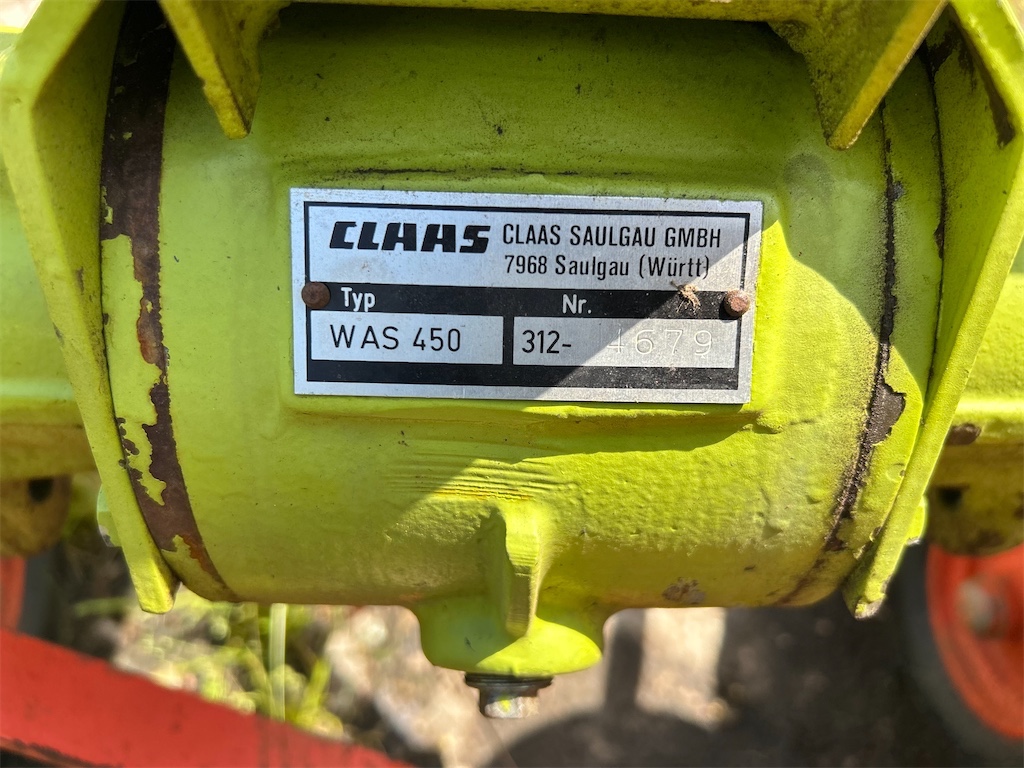 CLAAS CLAAS SAULGAU GMBH
7968 Saulgau (Württ)
Typ Nr.
WAS 450 312- 4679